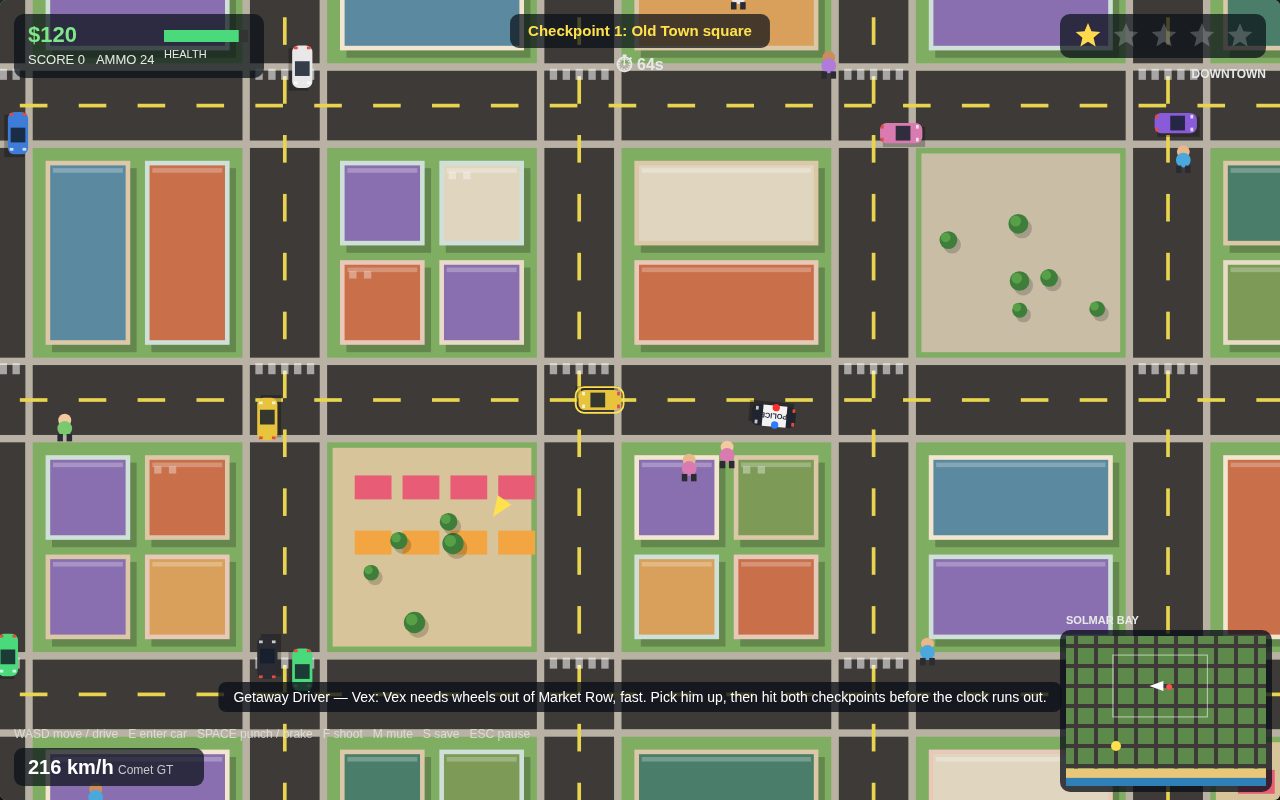 $120
HEALTH
SCORE 0 AMMO 24
Checkpoint 1: Old Town square
⏱ 64s
DOWNTOWN
POLICE
SOLMAR BAY
Getaway Driver — Vex: Vex needs wheels out of Market Row, fast. Pick him up, then hit both checkpoints before the clock runs out.
WASD move / drive E enter car SPACE punch / brake F shoot M mute S save ESC pause
216 km/h Comet GT